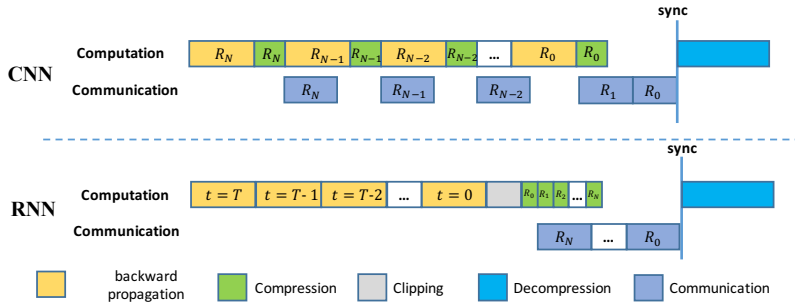 sync
Computation R_N R_N R_{N-1} R_{N-1} R_{N-2} R_{N-2} ... R_0 R_0
CNN
Communication R_N R_{N-1} R_{N-2} R_1 R_0
sync
Computation t = T t = T- 1 t = T-2 ... t = 0 R_0 R_1 R_2 ... R_N
RNN
Communication R_N ... R_0
backward propagation
Compression
Clipping
Decompression
Communication